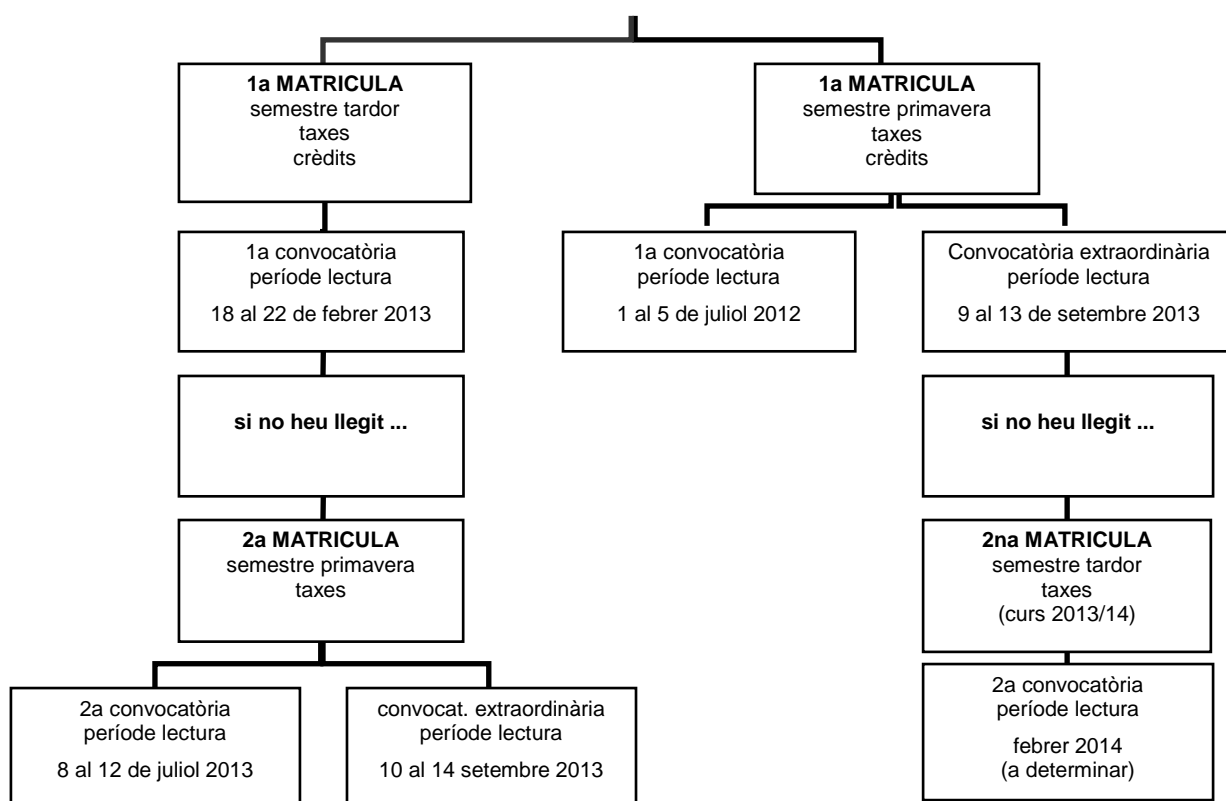 1a MATRICULA
semestre tardor
taxes
crèdits
1a MATRICULA
semestre primavera
taxes
crèdits
1a convocatòria
període lectura
18 al 22 de febrer 2013
1a convocatòria
període lectura
1 al 5 de juliol 2012
Convocatòria extraordinària
període lectura
9 al 13 de setembre 2013
si no heu llegit ...
si no heu llegit ...
2a MATRICULA
semestre primavera
taxes
2na MATRICULA
semestre tardor
taxes
(curs 2013/14)
2a convocatòria
període lectura
8 al 12 de juliol 2013
convocat. extraordinària
període lectura
10 al 14 setembre 2013
2a convocatòria
període lectura
febrer 2014
(a determinar)